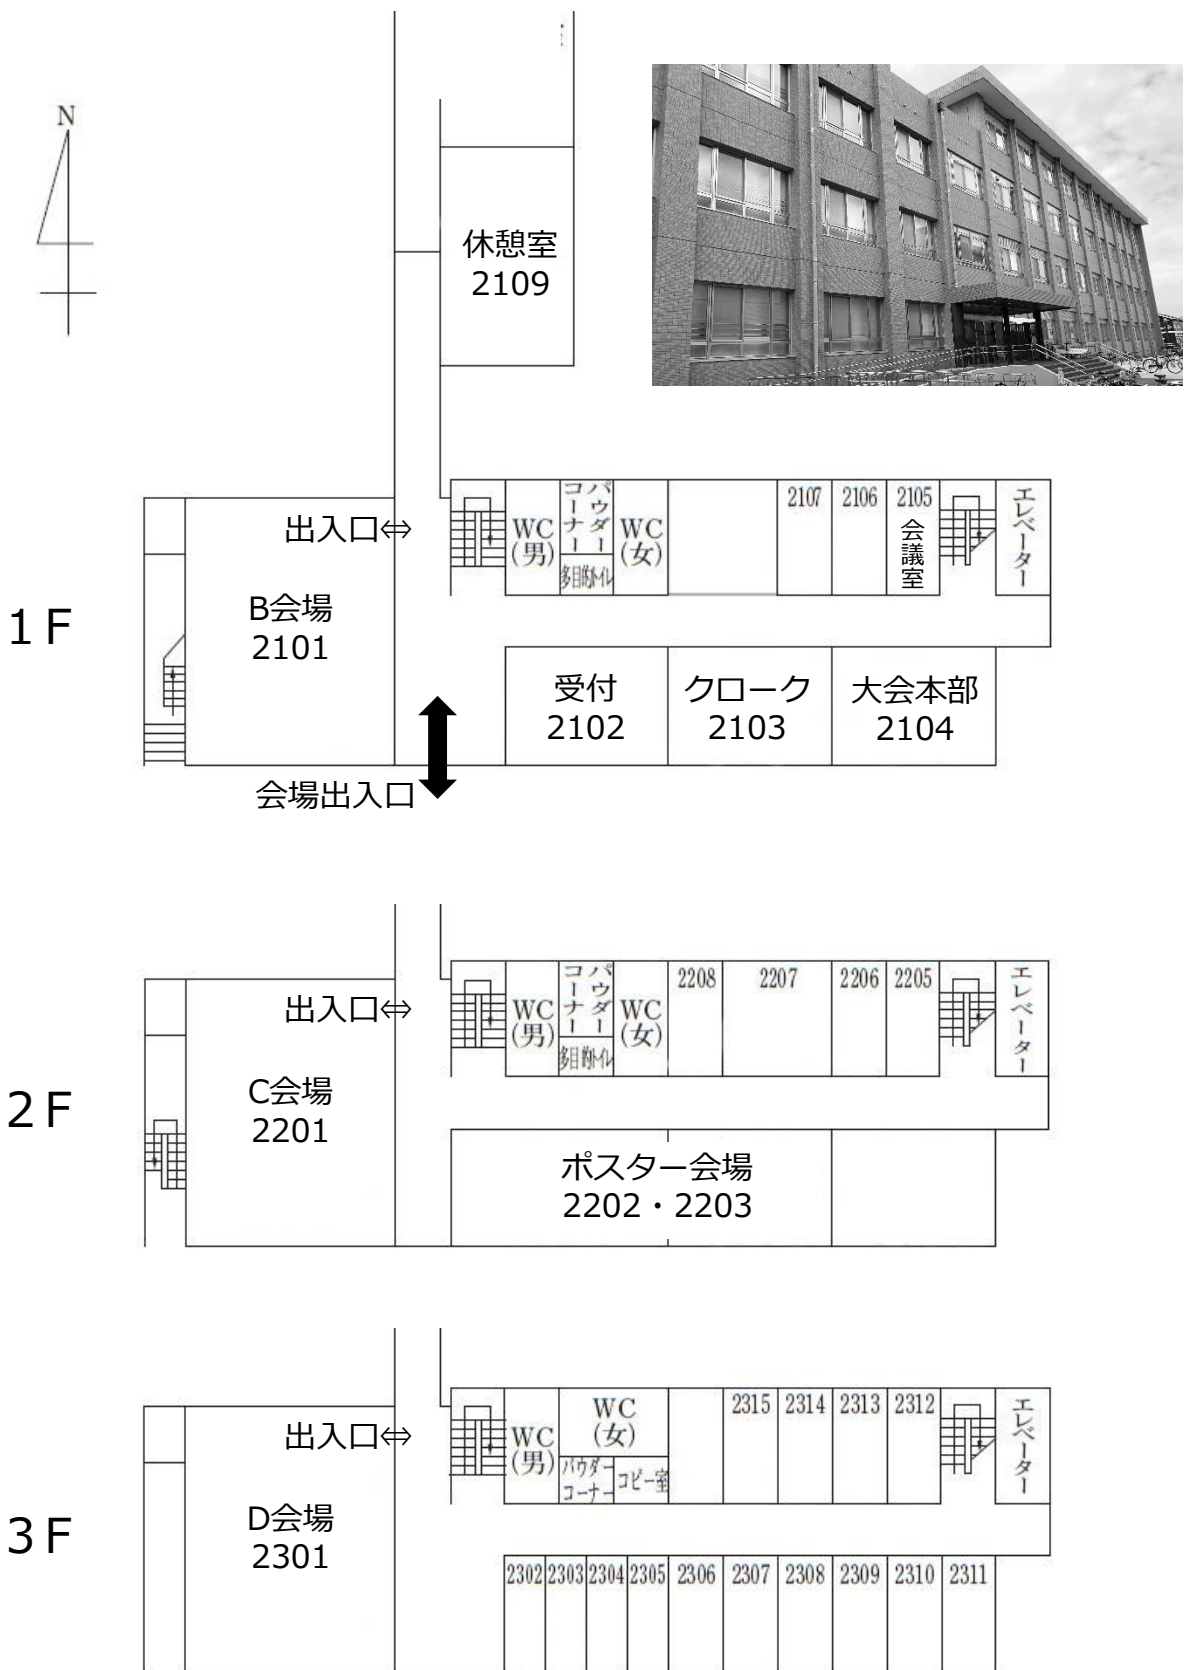 N
休憩室
2109
1F
出入口⇔
B会場
2101
WC
(男)
パウダー
コーナー
多目的トイレ
WC
(女)
2107
2106
2105
会議室
エレベーター
受付
2102
クローク
2103
大会本部
2104
会場出入口
2F
出入口⇔
C会場
2201
WC
(男)
パウダー
コーナー
多目的トイレ
WC
(女)
2208
2207
2206
2205
エレベーター
ポスター会場
2202・2203
3F
出入口⇔
D会場
2301
WC
(男)
WC
(女)
パウダー
コーナー
コピー室
2315
2314
2313
2312
エレベーター
2302
2303
2304
2305
2306
2307
2308
2309
2310
2311